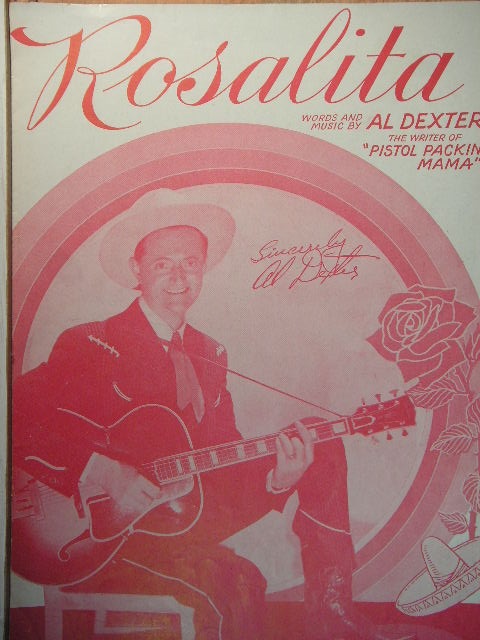 Rosalita
WORDS AND
MUSIC BY AL DEXTER
THE WRITER OF
"PISTOL PACKIN
MAMA"
Sincerely
Al Dexter